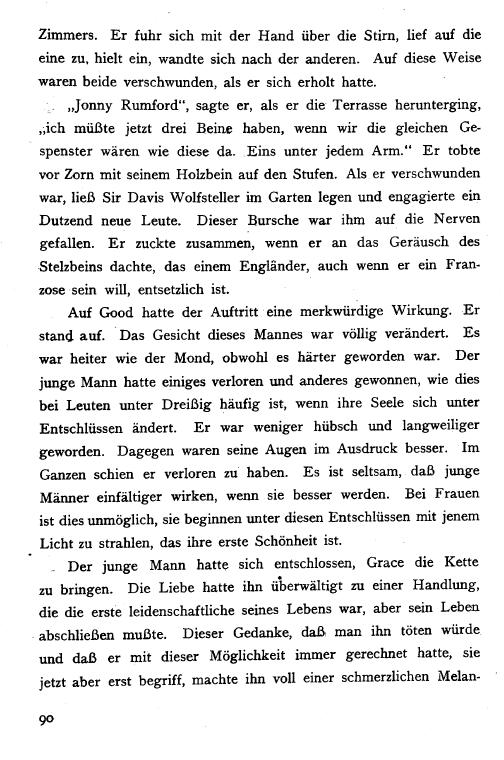 Zimmers. Er fuhr sich mit der Hand über die Stirn, lief auf die
eine zu, hielt ein, wandte sich nach der anderen. Auf diese Weise
waren beide verschwunden, als er sich erholt hatte.
„Jonny Rumford“, sagte er, als er die Terrasse herunterging,
„ich müßte jetzt drei Beine haben, wenn wir die gleichen Ge-
spenster wären wie diese da. Eins unter jedem Arm.“ Er tobte
vor Zorn mit seinem Holzbein auf den Stufen. Als er verschwunden
war, ließ Sir Davis Wolfsteller im Garten legen und engagierte ein
Dutzend neue Leute. Dieser Bursche war ihm auf die Nerven
gefallen. Er zuckte zusammen, wenn er an das Geräusch des
Stelzbeins dachte, das einem Engländer, auch wenn er ein Fran-
zose sein will, entsetzlich ist.
Auf Good hatte der Auftritt eine merkwürdige Wirkung. Er
stand auf. Das Gesicht dieses Mannes war völlig verändert. Es
war heiter wie der Mond, obwohl es härter geworden war. Der
junge Mann hatte einiges verloren und anderes gewonnen, wie dies
bei Leuten unter Dreißig häufig ist, wenn ihre Seele sich unter
Entschlüssen ändert. Er war weniger hübsch und langweiliger
geworden. Dagegen waren seine Augen im Ausdruck besser. Im
Ganzen schien er verloren zu haben. Es ist seltsam, daß junge
Männer einfältiger wirken, wenn sie besser werden. Bei Frauen
ist dies unmöglich, sie beginnen unter diesen Entschlüssen mit jenem
Licht zu strahlen, das ihre erste Schönheit ist.
Der junge Mann hatte sich entschlossen, Grace die Kette
zu bringen. Die Liebe hatte ihn überwältigt zu einer Handlung,
die die erste leidenschaftliche seines Lebens war, aber sein Leben
abschließen mußte. Dieser Gedanke, daß man ihn töten würde
und daß er mit dieser Möglichkeit immer gerechnet hatte, sie
jetzt aber erst begriff, machte ihn voll einer schmerzlichen Melan-
90